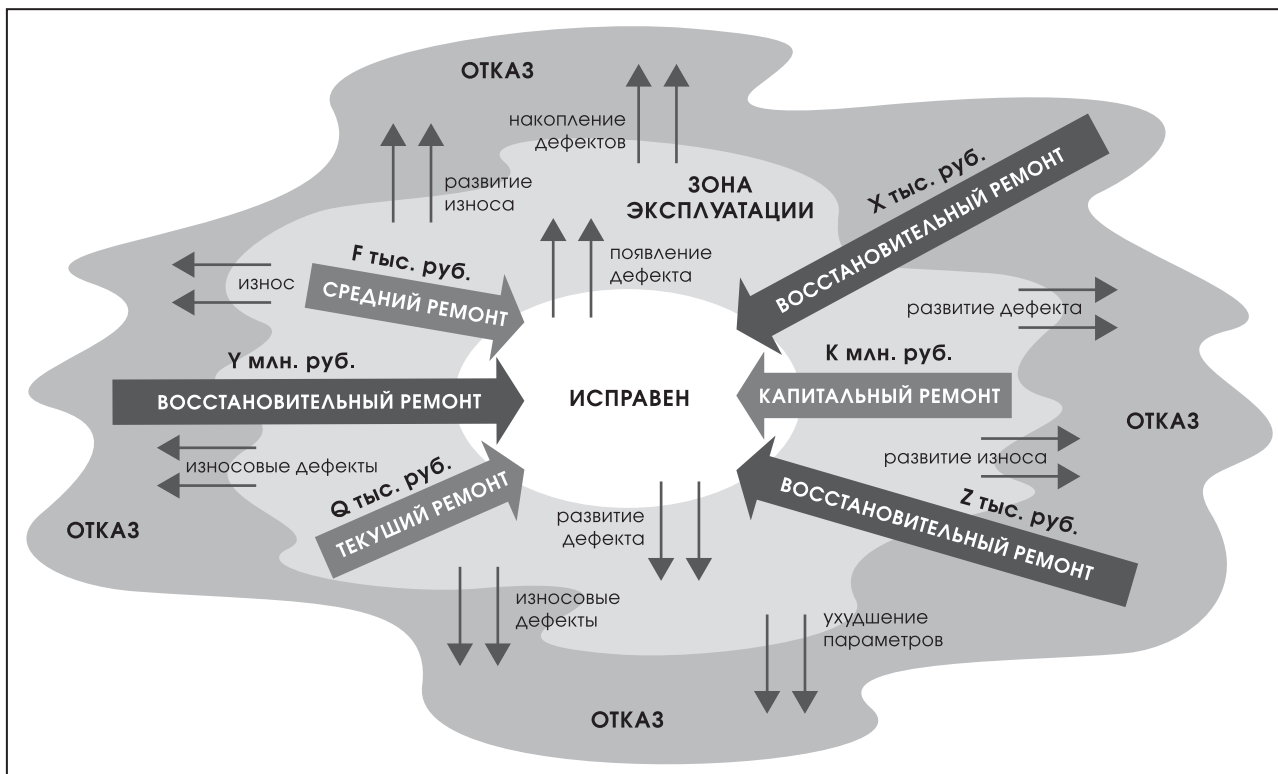 ОТКАЗ
накопление
дефектов
развитие
износа
ЗОНА
ЭКСПЛУАТАЦИИ
X тыс. руб.
ВОССТАНОВИТЕЛЬНЫЙ РЕМОНТ
F тыс. руб.
СРЕДНИЙ РЕМОНТ
износ
появление
дефекта
развитие дефекта
Y млн. руб.
ВОССТАНОВИТЕЛЬНЫЙ РЕМОНТ
ИСПРАВЕН
K млн. руб.
КАПИТАЛЬНЫЙ РЕМОНТ
ОТКАЗ
износовые дефекты
развитие износа
Q тыс. руб.
ТЕКУШИЙ РЕМОНТ
ОТКАЗ
развитие
дефекта
Z тыс. руб.
ВОССТАНОВИТЕЛЬНЫЙ РЕМОНТ
износовые
дефекты
ухудшение
параметров
ОТКАЗ